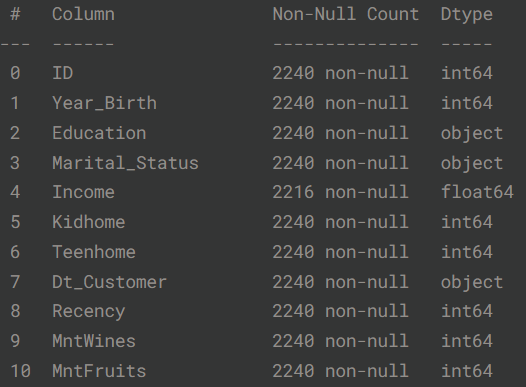 # Column Non-Null Count Dtype
--- ------ -------------- -----
0 ID 2240 non-null int64
1 Year_Birth 2240 non-null int64
2 Education 2240 non-null object
3 Marital_Status 2240 non-null object
4 Income 2216 non-null float64
5 Kidhome 2240 non-null int64
6 Teenhome 2240 non-null int64
7 Dt_Customer 2240 non-null object
8 Recency 2240 non-null int64
9 MntWines 2240 non-null int64
10 MntFruits 2240 non-null int64